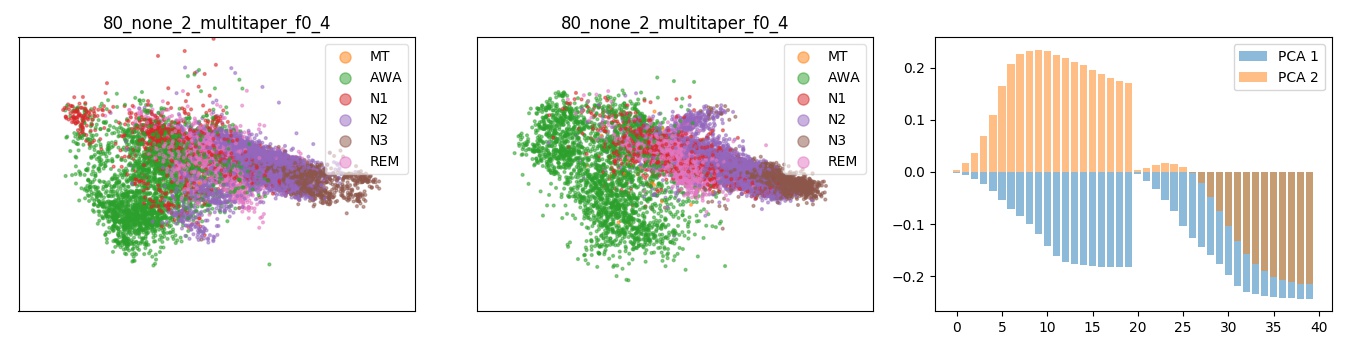 80_none_2_multitaper_f0_4
MT
AWA
N1
N2
N3
REM
80_none_2_multitaper_f0_4
MT
AWA
N1
N2
N3
REM
PCA 1
PCA 2
0.2
0.1
0.0
−0.1
−0.2
0 5 10 15 20 25 30 35 40